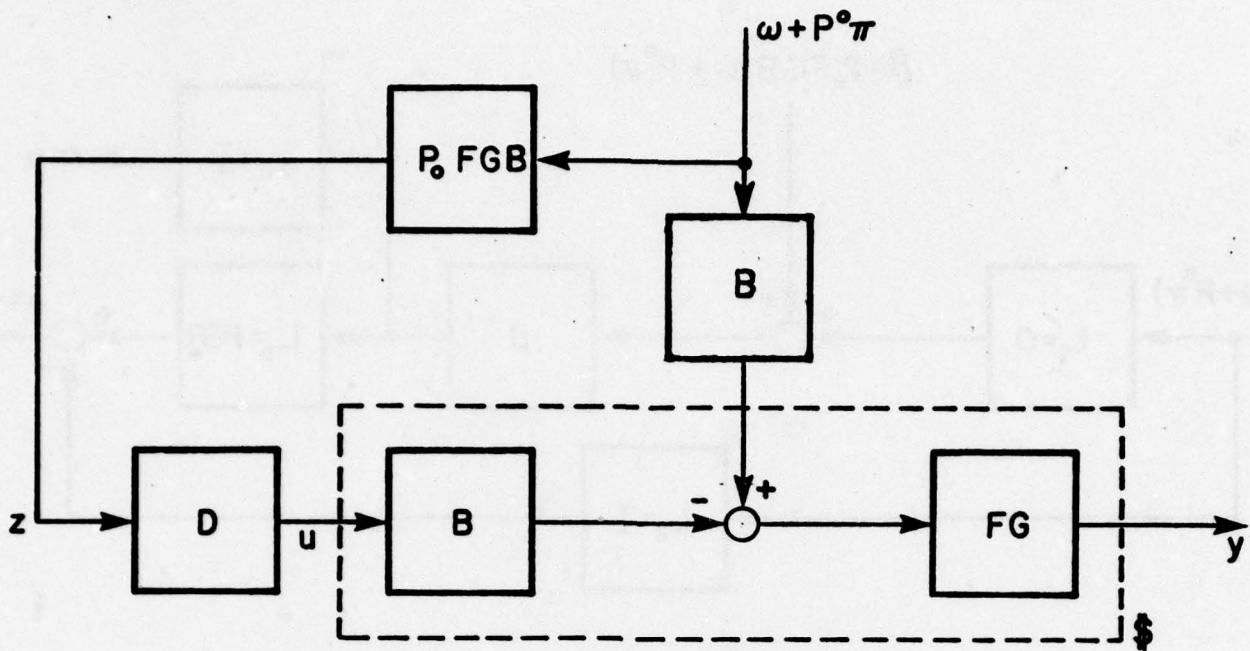 ω + P°π
P₀ FGB
B
- +
z D u B FG y
$